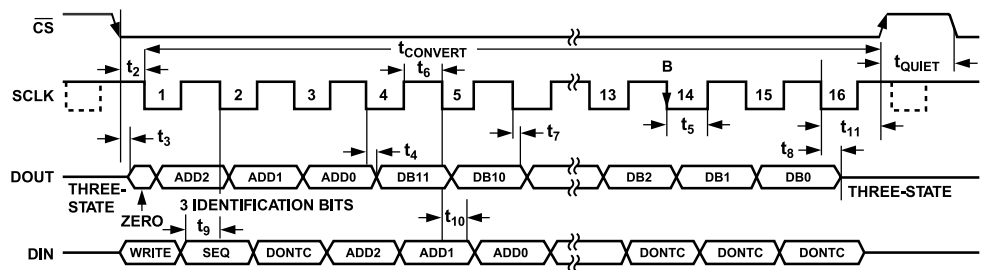 CS
tCONVERT
tQUIET
t2
t6
B
SCLK
1 2 3 4 5 13 14 15 16
t3
t4
t7
t5
t8
t11
DOUT
ADD2 ADD1 ADD0 DB11 DB10 DB2 DB1 DB0
THREE-
STATE
THREE-STATE
3 IDENTIFICATION BITS
ZERO
t9
t10
DIN
WRITE SEQ DONTC ADD2 ADD1 ADD0 DONTC DONTC DONTC